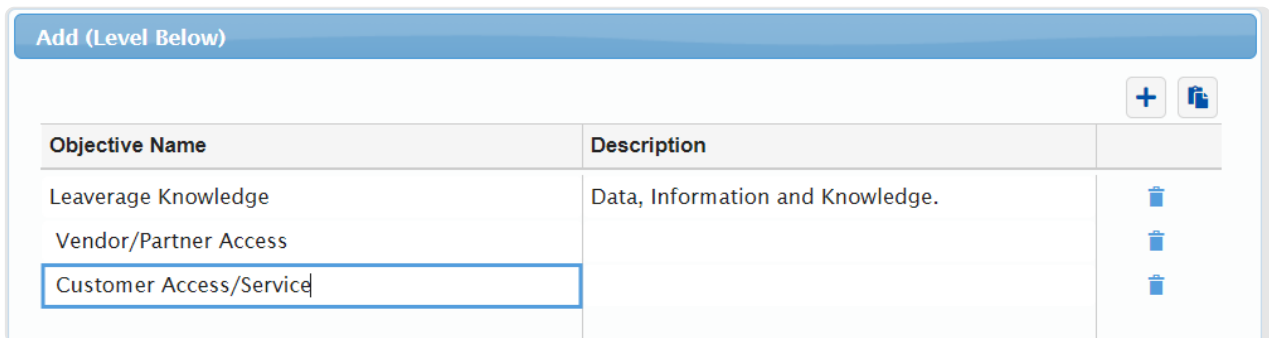 Add (Level Below)
Objective Name Description
Leaverage Knowledge Data, Information and Knowledge.
Vendor/Partner Access
Customer Access/Service